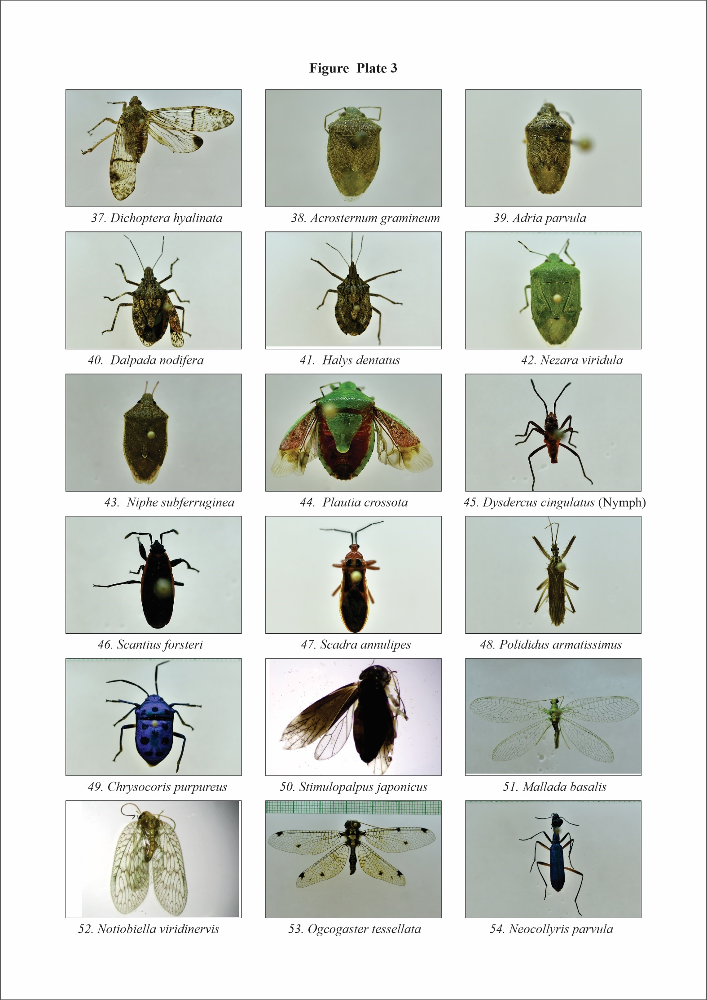 Figure Plate 3
37. Dichoptera hyalinata
38. Acrosternum gramineum
39. Adria parvula
40. Dalpada nodifera
41. Halys dentatus
42. Nezara viridula
43. Niphe subferruginea
44. Plautia crossota
45. Dysdercus cingulatus (Nymph)
46. Scantius forsteri
47. Scadra annulipes
48. Polididus armatissimus
49. Chrysocoris purpureus
50. Stimulopalpus japonicus
51. Mallada basalis
52. Notiobiella viridinervis
53. Ogcogaster tessellata
54. Neocollyris parvula